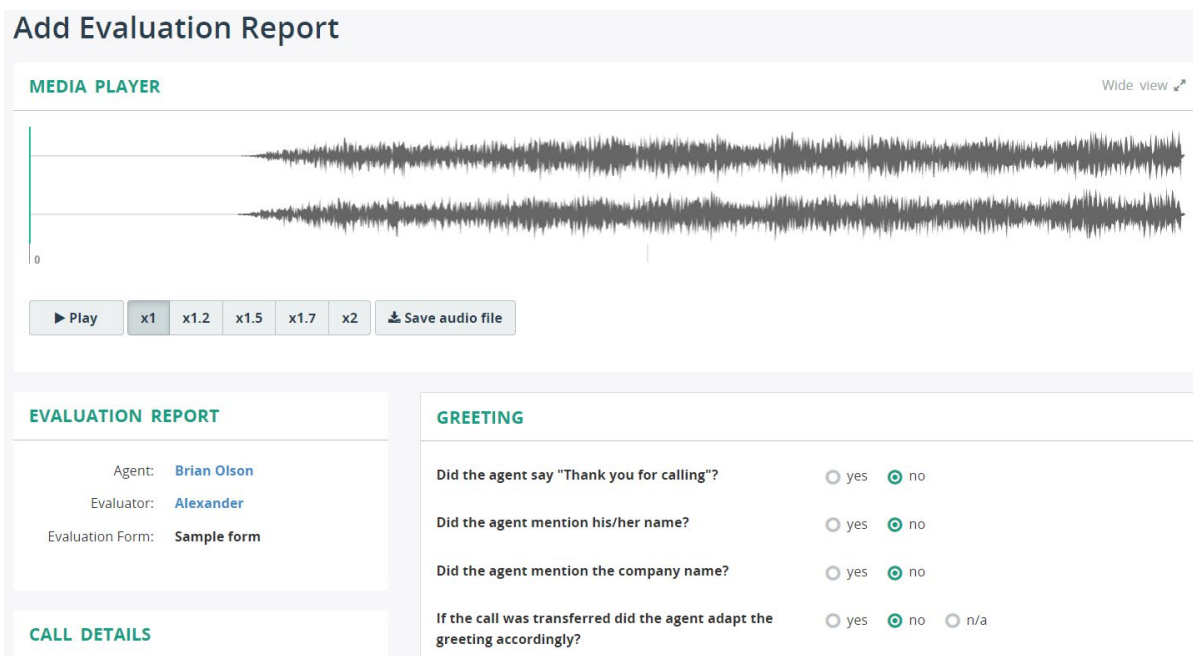 Add Evaluation Report
MEDIA PLAYER
Wide view
0
Play x1 x1.2 x1.5 x1.7 x2 Save audio file
EVALUATION REPORT
Agent: Brian Olson
Evaluator: Alexander
Evaluation Form: Sample form
CALL DETAILS
GREETING
Did the agent say "Thank you for calling"? yes no
Did the agent mention his/her name? yes no
Did the agent mention the company name? yes no
If the call was transferred did the agent adapt the
greeting accordingly? yes no n/a